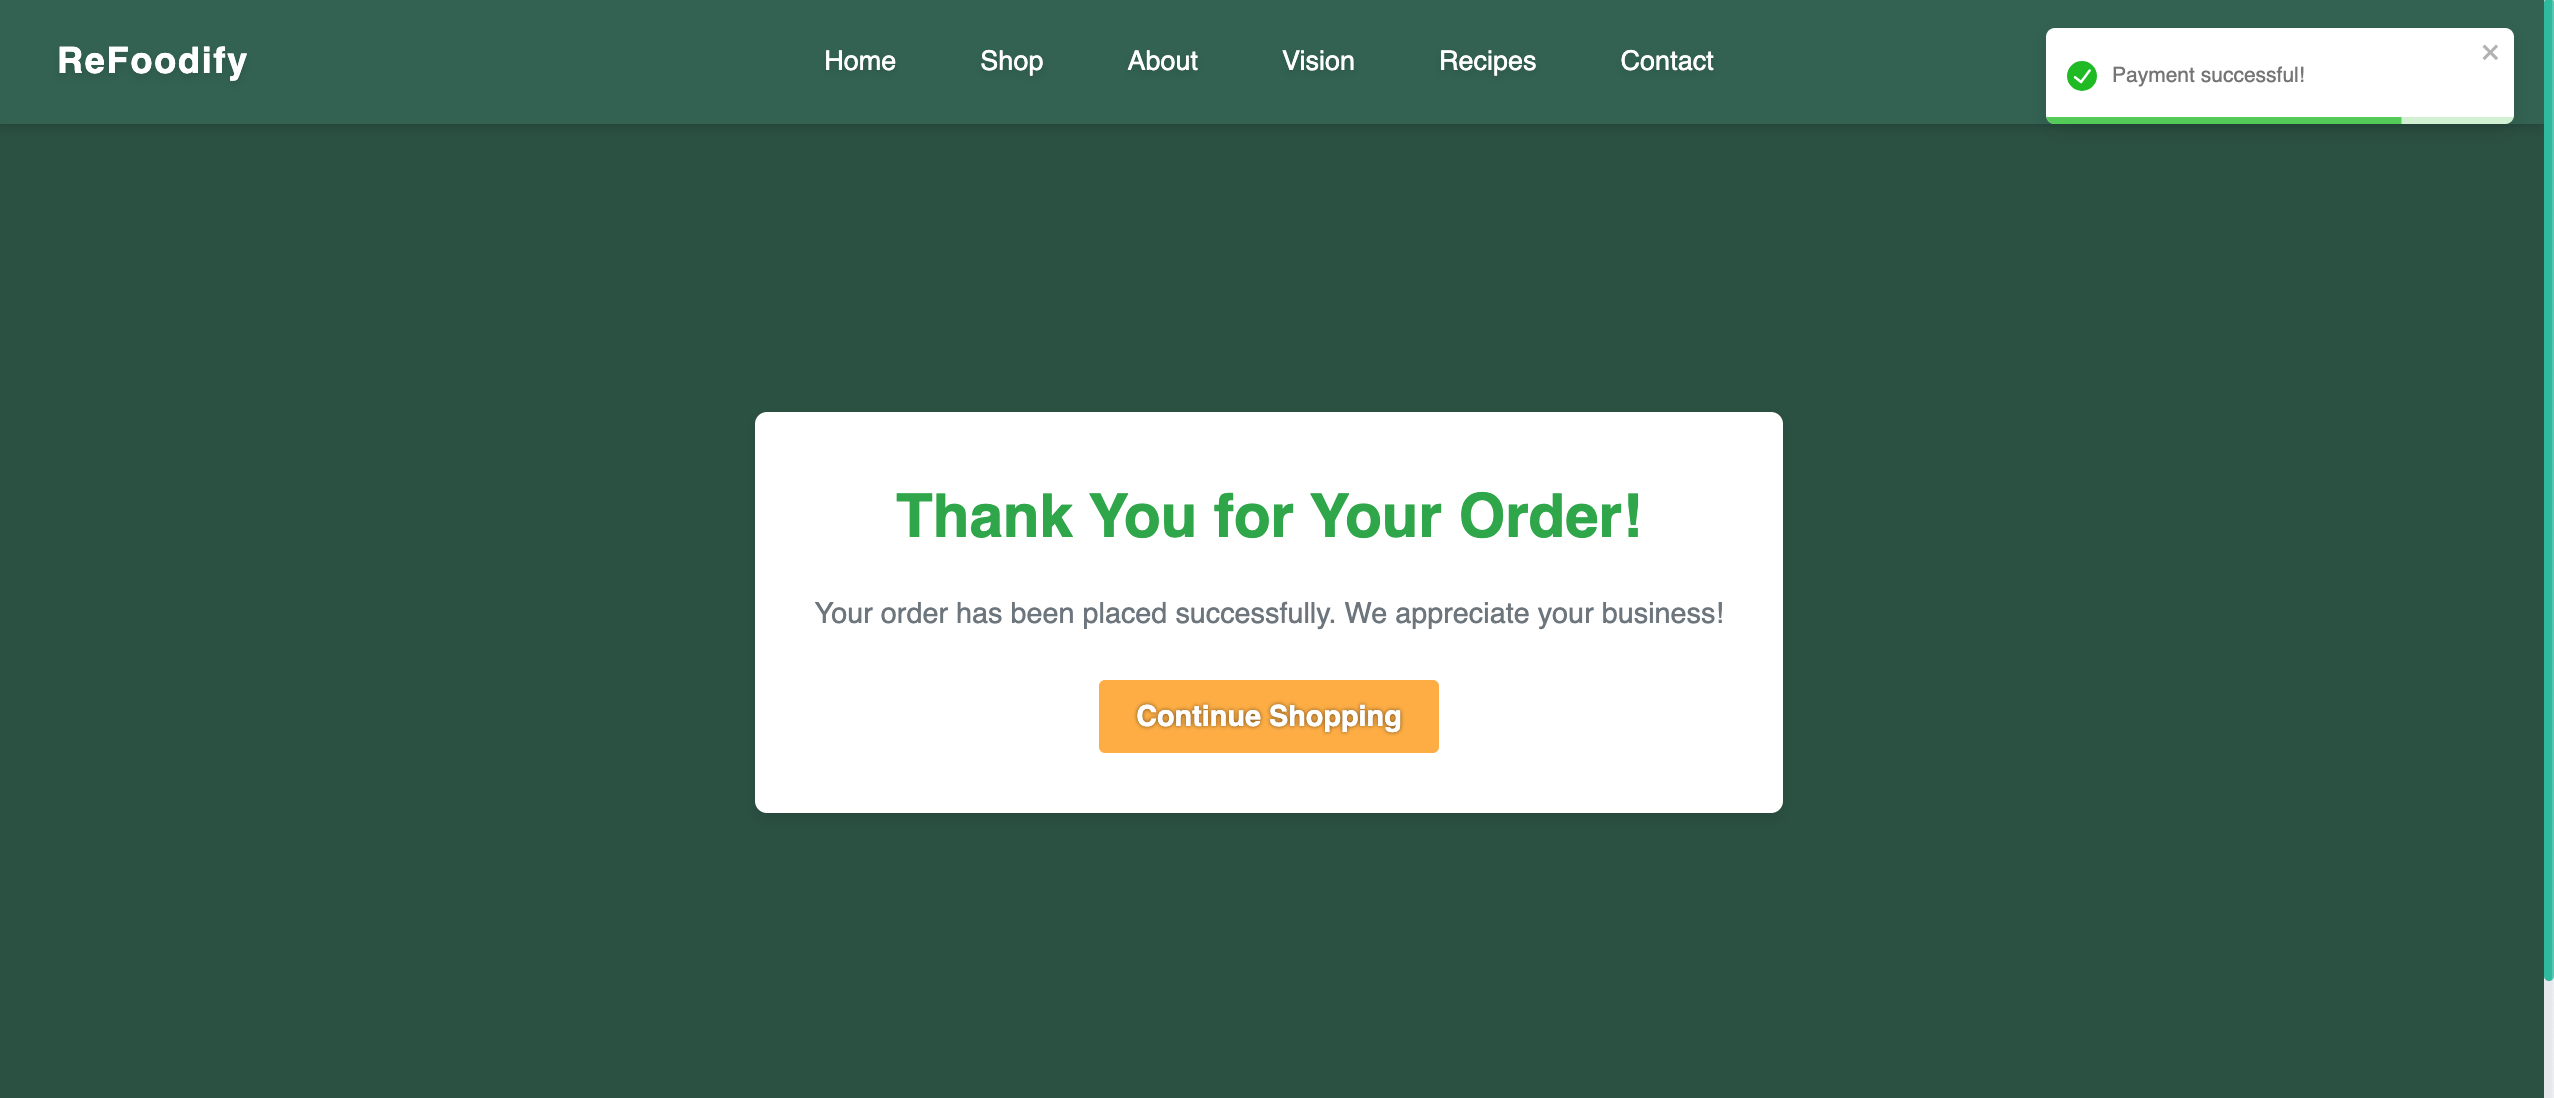 ReFoodify
Home Shop About Vision Recipes Contact
Payment successful!
Thank You for Your Order!
Your order has been placed successfully. We appreciate your business!
Continue Shopping